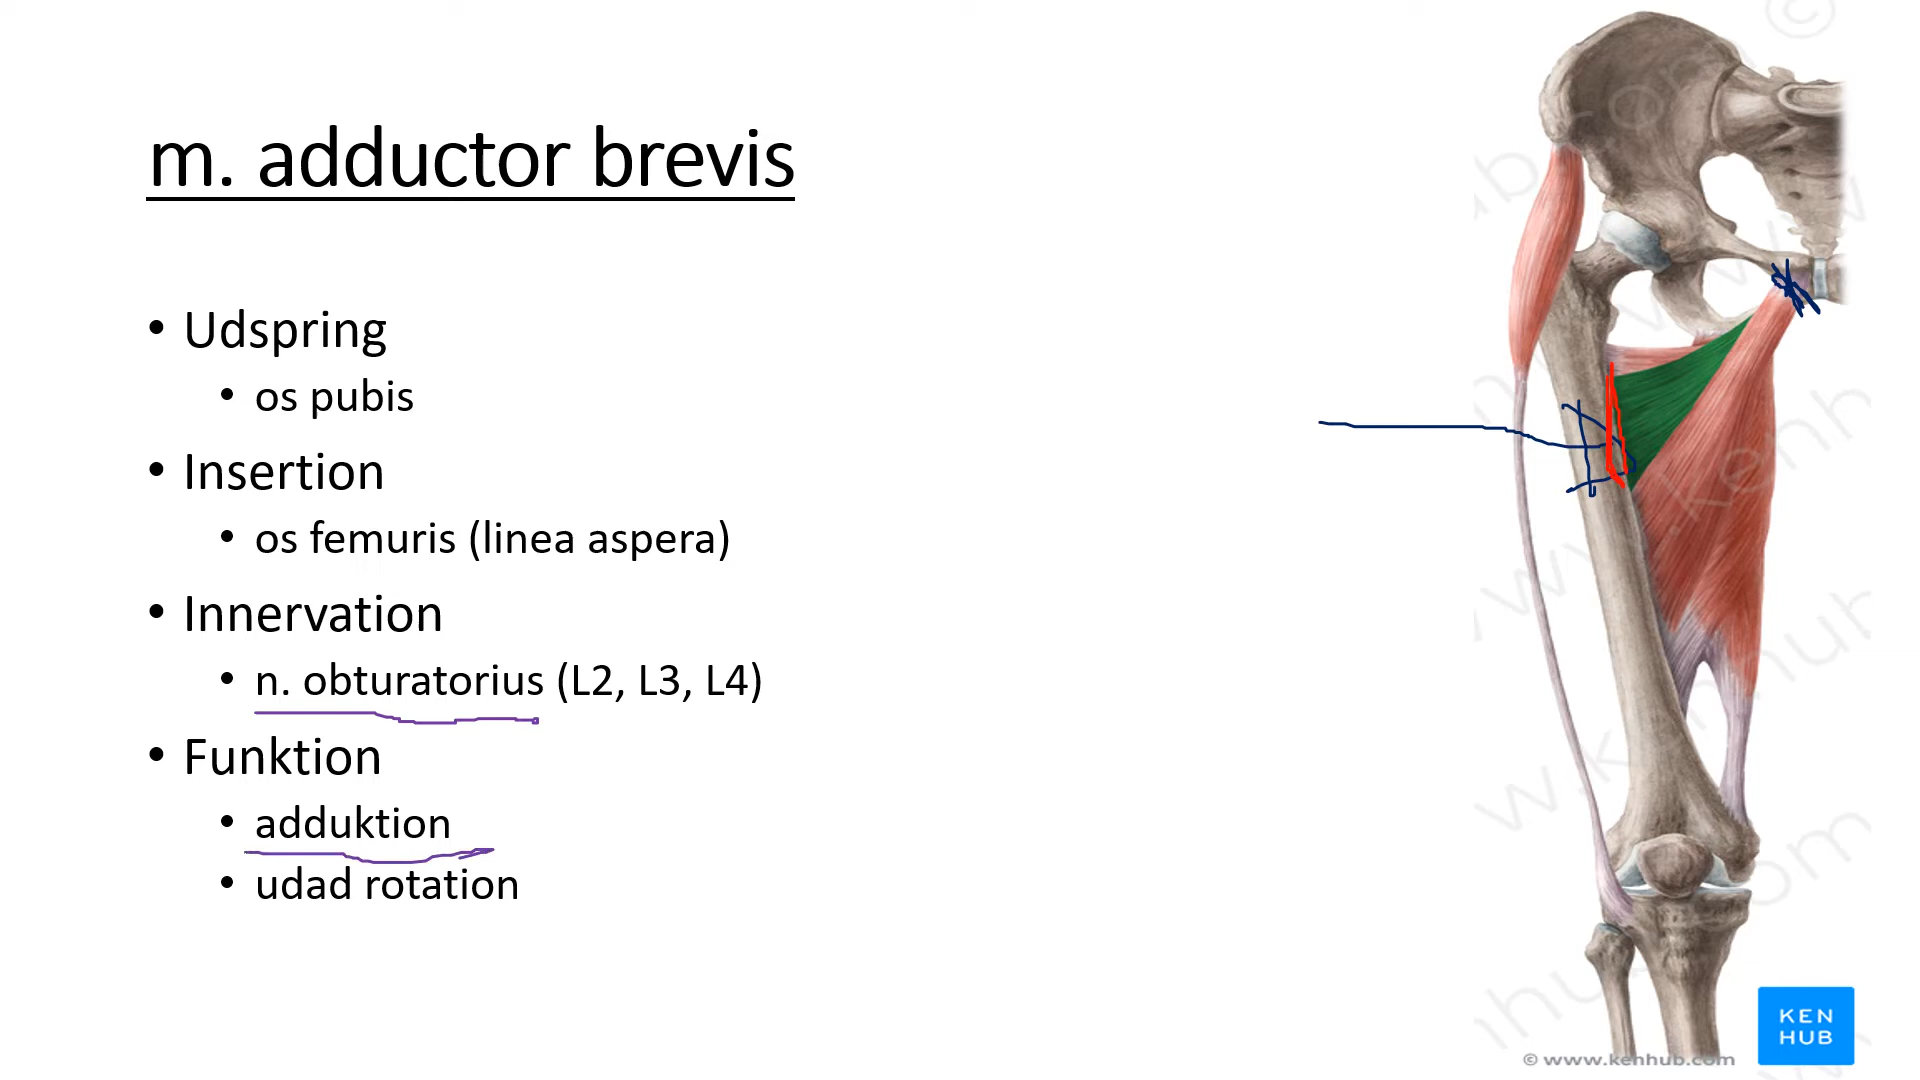 m. adductor brevis
• Udspring
• os pubis
• Insertion
• os femuris (linea aspera)
• Innervation
• n. obturatorius (L2, L3, L4)
• Funktion
• adduktion
• udad rotation
KEN
HUB
© www.kenhub.com